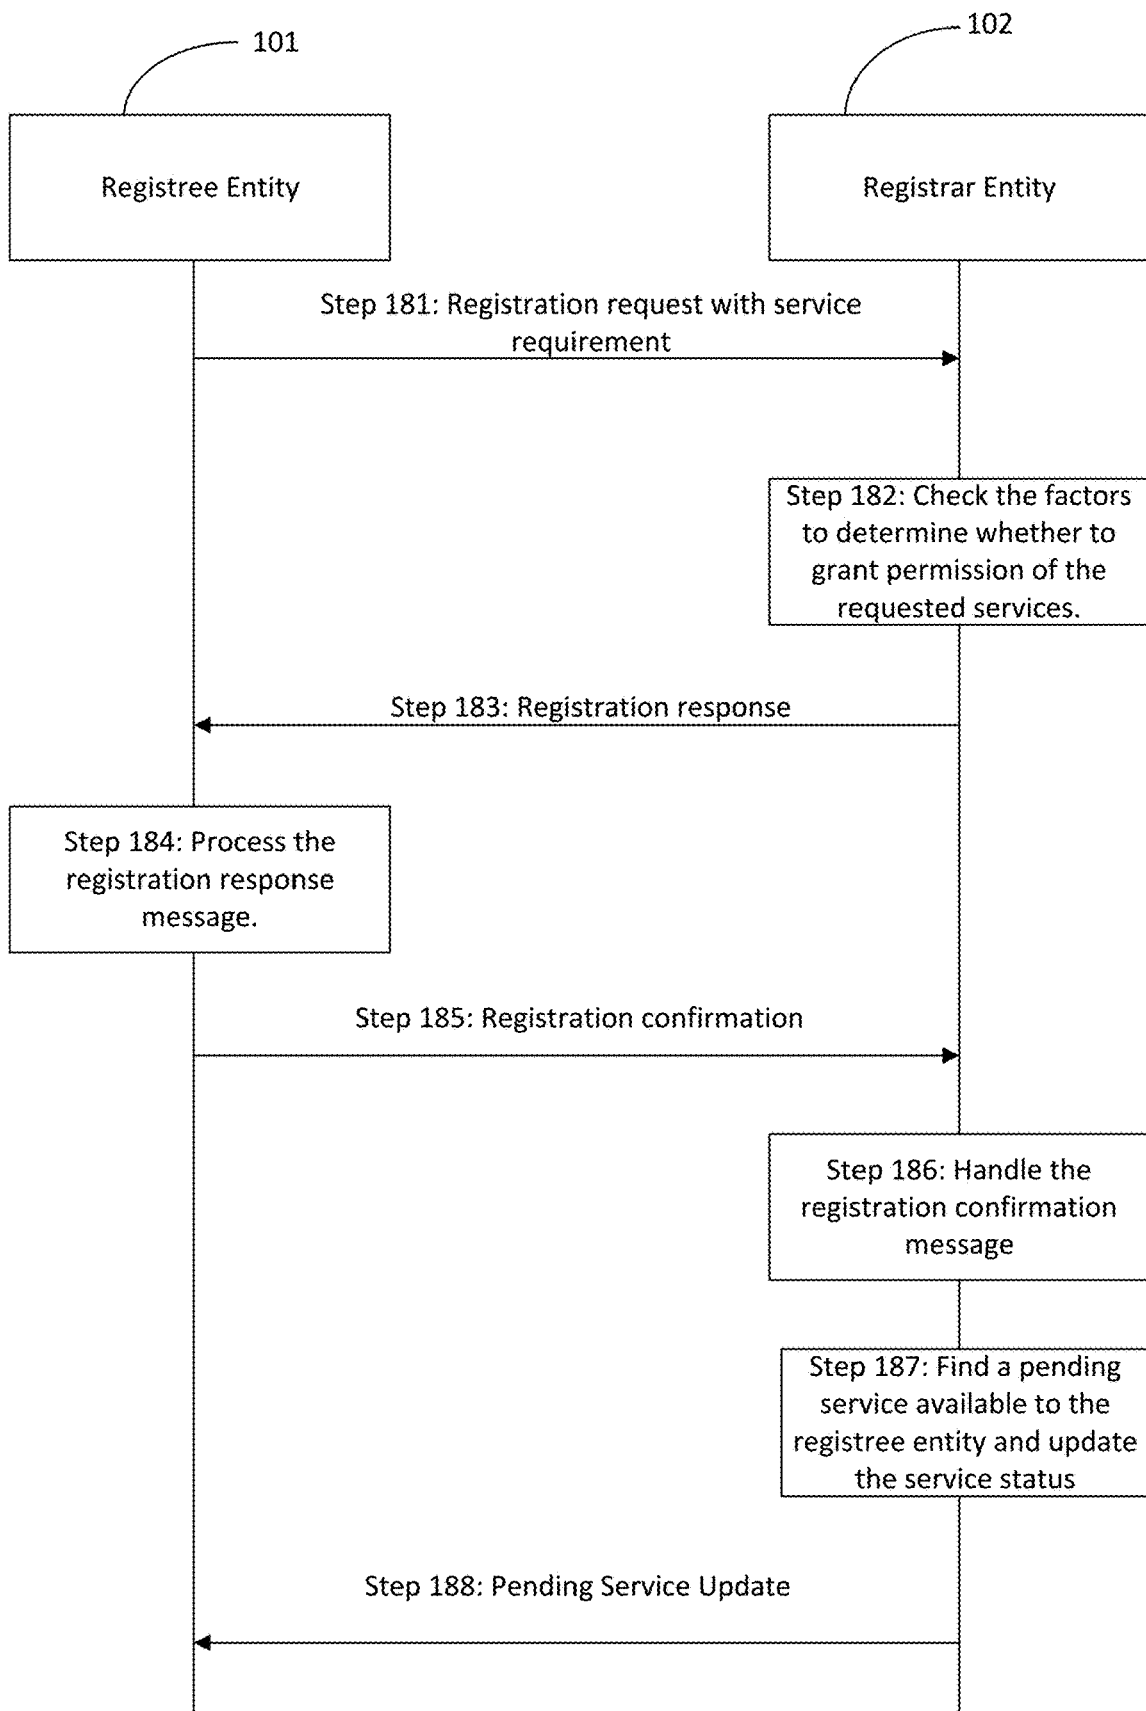 101
102
Registree Entity
Registrar Entity
Step 181: Registration request with service
requirement
Step 182: Check the factors
to determine whether to
grant permission of the
requested services.
Step 183: Registration response
Step 184: Process the
registration response
message.
Step 185: Registration confirmation
Step 186: Handle the
registration confirmation
message
Step 187: Find a pending
service available to the
registree entity and update
the service status
Step 188: Pending Service Update